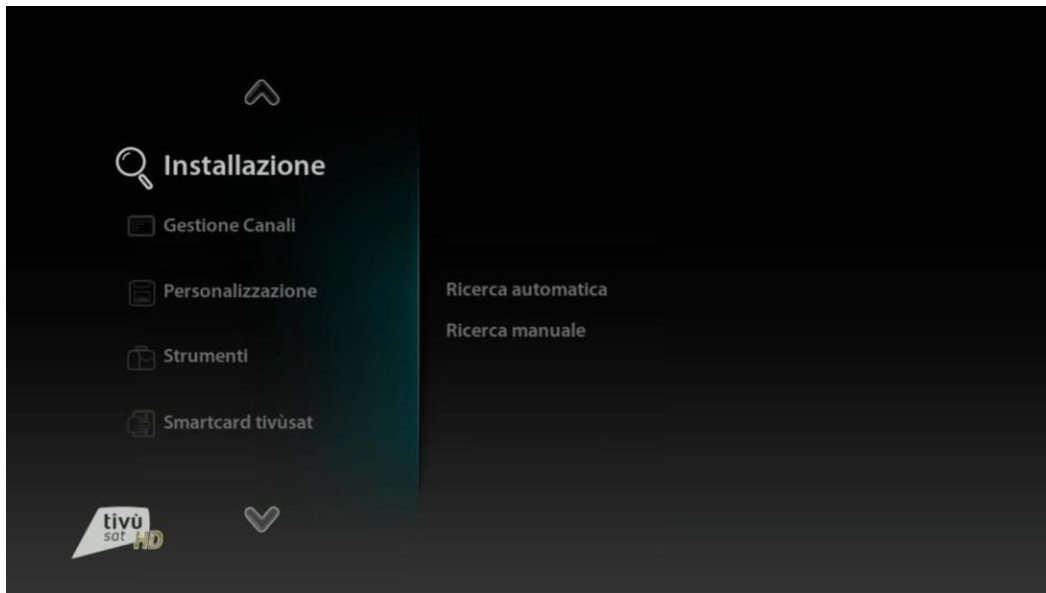 Installazione
Gestione Canali
Personalizzazione
Strumenti
Smartcard tivùsat
Ricerca automatica
Ricerca manuale
tivù
sat HD